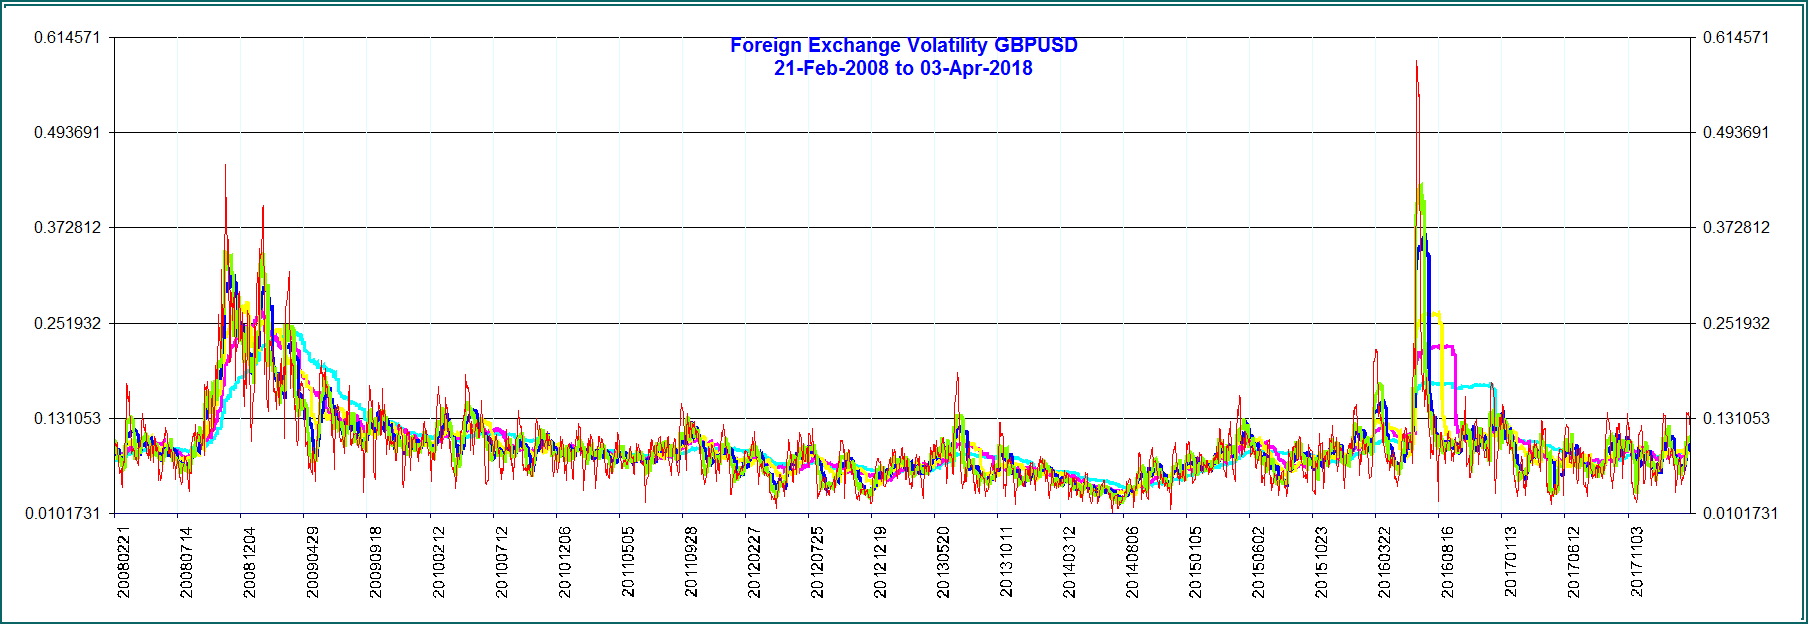 Foreign Exchange Volatility GBPUSD
21-Feb-2008 to 03-Apr-2018
0.614571 0.614571
0.493691 0.493691
0.372812 0.372812
0.251932 0.251932
0.131053 0.131053
0.0101731 0.0101731
20080221 20080714 20081204 20090429 20090918 20100212 20100712 20101206 20110505 20110928 20120227 20120725 20121219 20130520 20131011 20140312 20140806 20150105 20150602 20151023 20160322 20160816 20170113 20170612 20171103